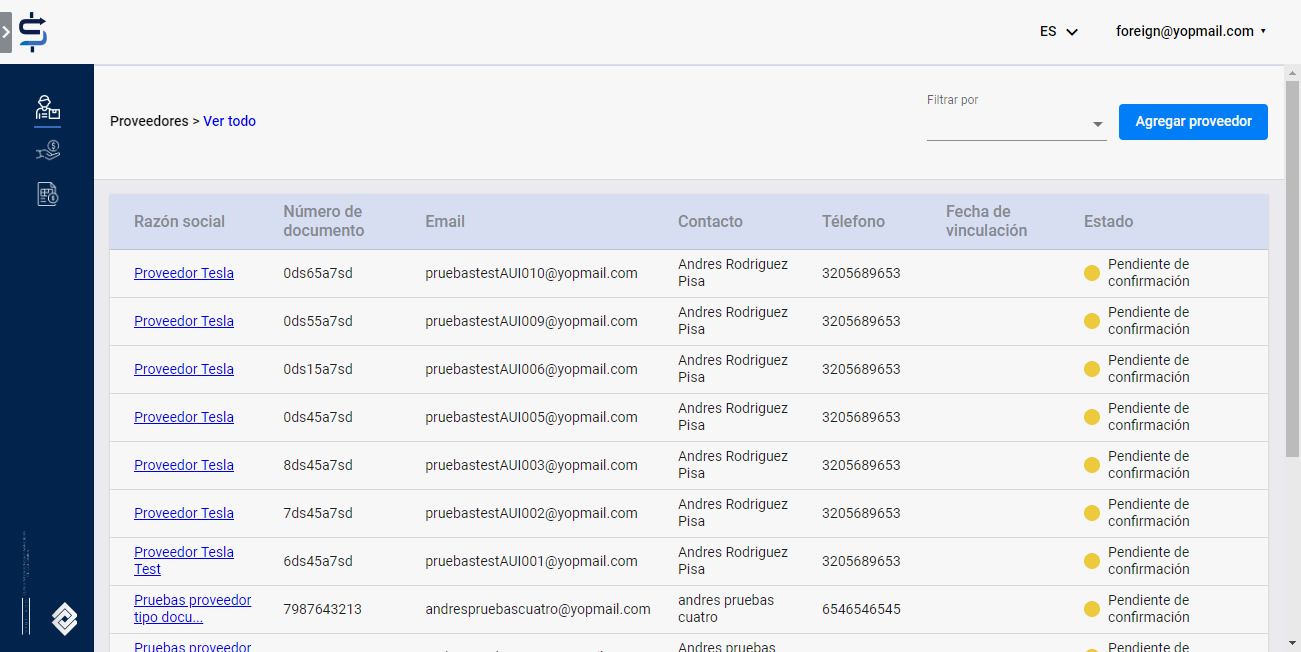 ES
foreign@yopmail.com
Proveedores > Ver todo
Filtrar por
Agregar proveedor
Razón social
Número de
documento
Email
Contacto
Télefono
Fecha de
vinculación
Estado
Proveedor Tesla
0ds65a7sd
pruebastestAUI010@yopmail.com
Andres Rodriguez
Pisa
3205689653
Pendiente de
confirmación
Proveedor Tesla
0ds55a7sd
pruebastestAUI009@yopmail.com
Andres Rodriguez
Pisa
3205689653
Pendiente de
confirmación
Proveedor Tesla
0ds15a7sd
pruebastestAUI006@yopmail.com
Andres Rodriguez
Pisa
3205689653
Pendiente de
confirmación
Proveedor Tesla
0ds45a7sd
pruebastestAUI005@yopmail.com
Andres Rodriguez
Pisa
3205689653
Pendiente de
confirmación
Proveedor Tesla
8ds45a7sd
pruebastestAUI003@yopmail.com
Andres Rodriguez
Pisa
3205689653
Pendiente de
confirmación
Proveedor Tesla
7ds45a7sd
pruebastestAUI002@yopmail.com
Andres Rodriguez
Pisa
3205689653
Pendiente de
confirmación
Proveedor Tesla
Test
6ds45a7sd
pruebastestAUI001@yopmail.com
Andres Rodriguez
Pisa
3205689653
Pendiente de
confirmación
Pruebas proveedor
tipo docu...
7987643213
andrespruebascuatro@yopmail.com
andres pruebas
cuatro
6546546545
Pendiente de
confirmación
Pruebas proveedor
Andres pruebas
Pendiente de